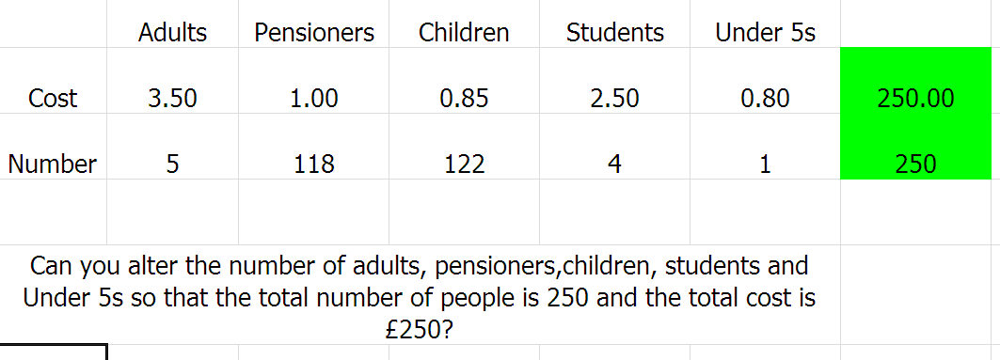 Adults Pensioners Children Students Under 5s
Cost 3.50 1.00 0.85 2.50 0.80 250.00
Number 5 118 122 4 1 250
Can you alter the number of adults, pensioners,children, students and
Under 5s so that the total number of people is 250 and the total cost is
£250?